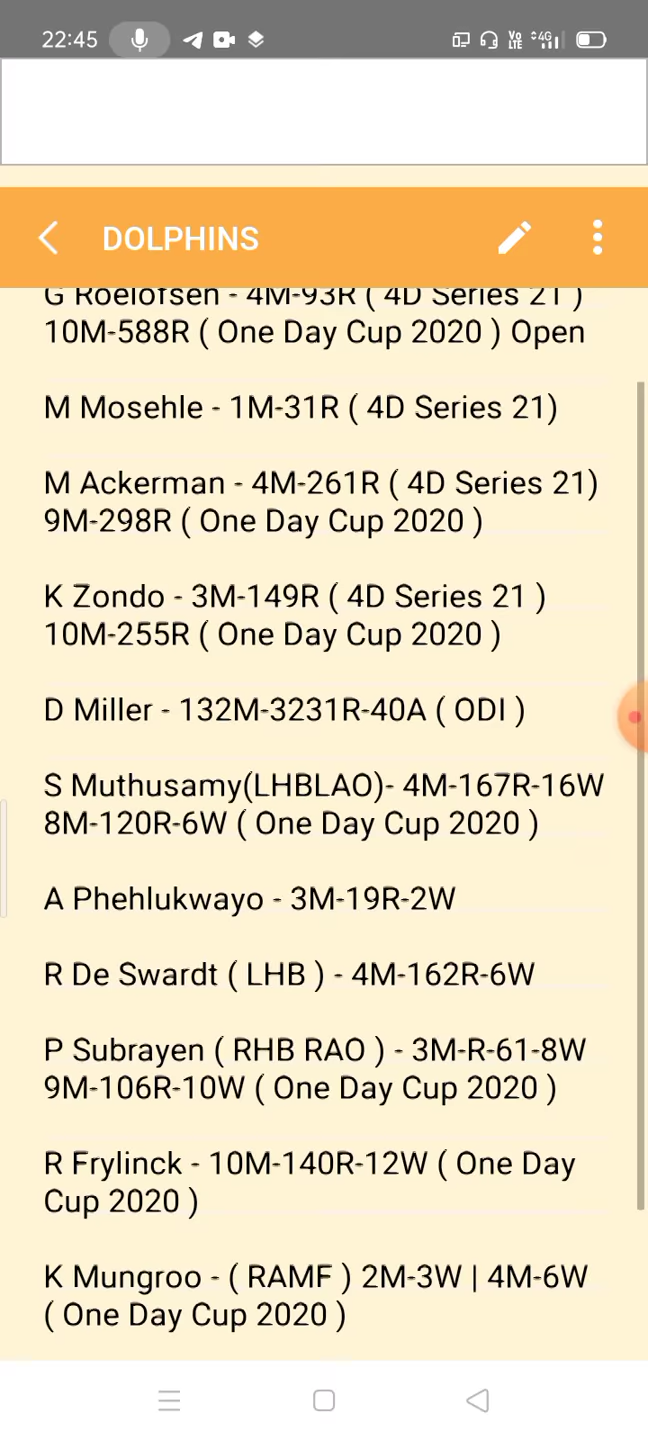 22:45
VO LTE 4G
DOLPHINS
G Roelofsen - 4M-93R ( 4D Series 21 )
10M-588R ( One Day Cup 2020 ) Open
M Mosehle - 1M-31R ( 4D Series 21)
M Ackerman - 4M-261R ( 4D Series 21)
9M-298R ( One Day Cup 2020 )
K Zondo - 3M-149R ( 4D Series 21 )
10M-255R ( One Day Cup 2020 )
D Miller - 132M-3231R-40A ( ODI )
S Muthusamy(LHBLAO)- 4M-167R-16W
8M-120R-6W ( One Day Cup 2020 )
A Phehlukwayo - 3M-19R-2W
R De Swardt ( LHB ) - 4M-162R-6W
P Subrayen ( RHB RAO ) - 3M-R-61-8W
9M-106R-10W ( One Day Cup 2020 )
R Frylinck - 10M-140R-12W ( One Day
Cup 2020 )
K Mungroo - ( RAMF ) 2M-3W | 4M-6W
( One Day Cup 2020 )